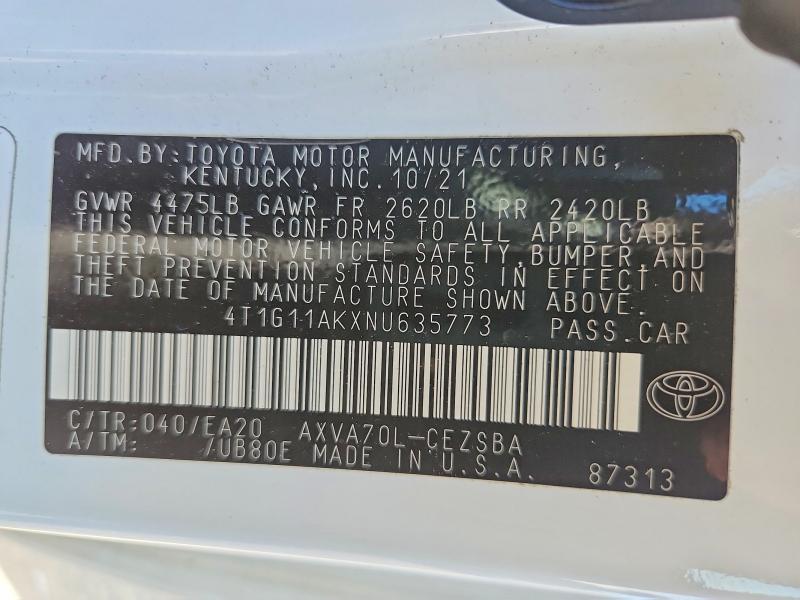 MFD.BY:TOYOTA MOTOR MANUFACTURING,
KENTUCKY, INC.10/21
GVWR 4475LB GAWR FR 2620LB RR 2420LB
THIS VEHICLE CONFORMS TO ALL APPLICABLE
FEDERAL MOTOR VEHICLE SAFETY,BUMPER,AND
THEFT PREVENTION STANDARDS IN EFFECT ON
THE DATE OF MANUFACTURE SHOWN ABOVE.
4T1G11AKXNU635773 PASS.CAR
C/TR:040/EA20 AXVA70L-CEZSBA
A/TM: /UB80E MADE IN U.S.A. 87313